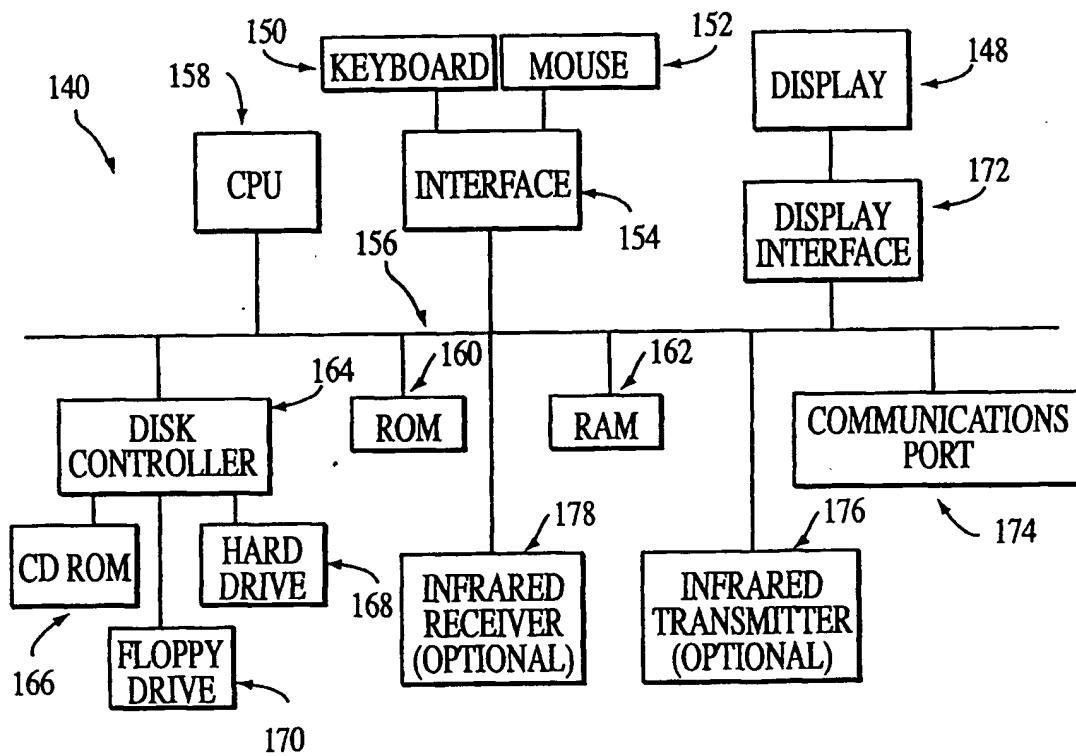 150
KEYBOARD
MOUSE
152
140
158
DISPLAY
148
CPU
INTERFACE
154
172
DISPLAY
INTERFACE
156
164
160
162
DISK
CONTROLLER
ROM
RAM
COMMUNICATIONS
PORT
174
CD ROM
166
HARD
DRIVE
168
FLOPPY
DRIVE
170
178
INFRARED
RECEIVER
(OPTIONAL)
176
INFRARED
TRANSMITTER
(OPTIONAL)